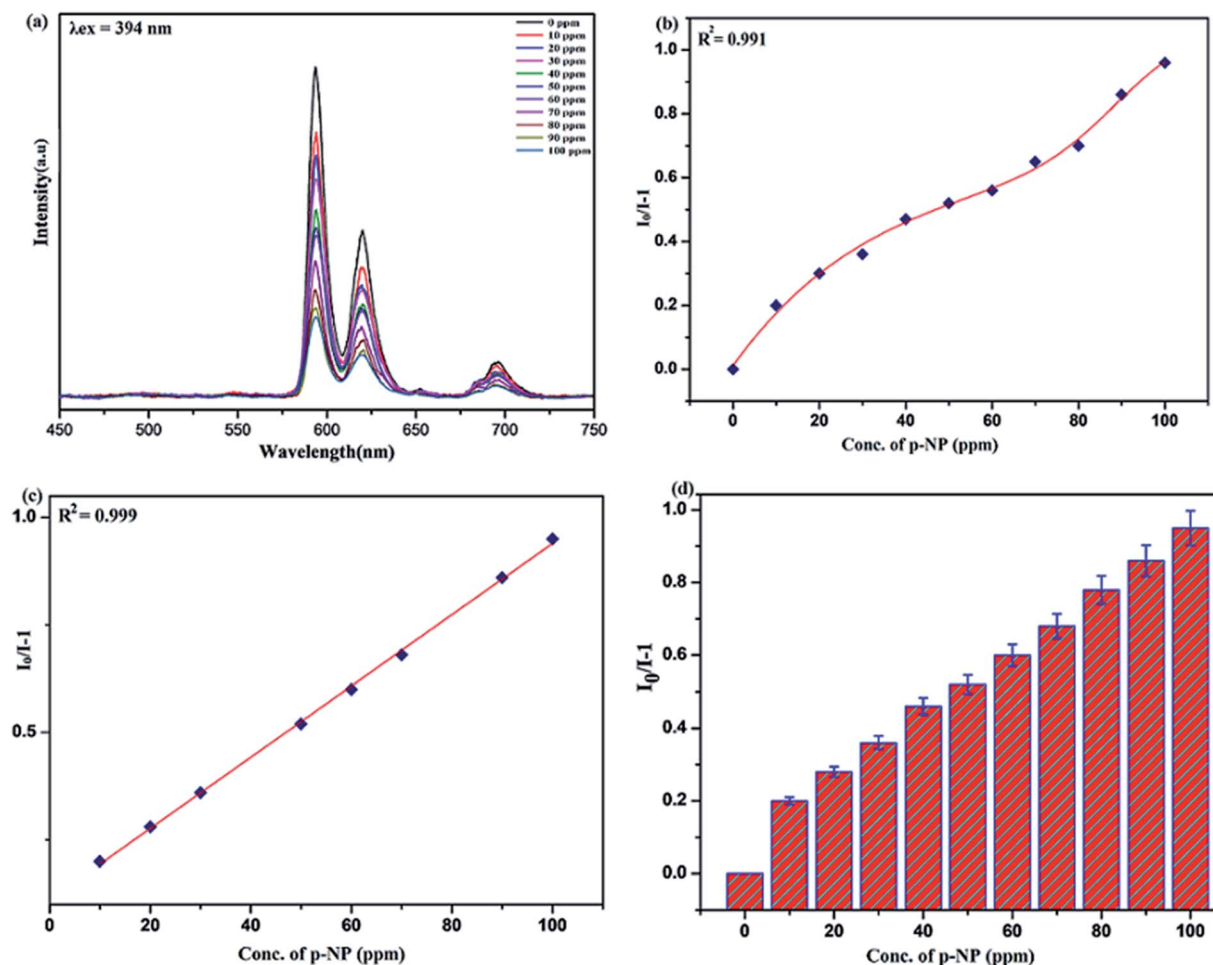 (a)
λex = 394 nm
0 ppm
10 ppm
20 ppm
30 ppm
40 ppm
50 ppm
60 ppm
70 ppm
80 ppm
90 ppm
100 ppm
Intensity(a.u)
450 500 550 600 650 700 750
Wavelength(nm)
(b)
R² = 0.991
1.0
0.8
0.6
0.4
0.2
0.0
I₀/I-1
0 20 40 60 80 100
Conc. of p-NP (ppm)
(c)
R² = 0.999
1.0
0.5
I₀/I-1
0 20 40 60 80 100
Conc. of p-NP (ppm)
(d)
1.0
0.8
0.6
0.4
0.2
0.0
I₀/I-1
0 20 40 60 80 100
Conc. of p-NP (ppm)